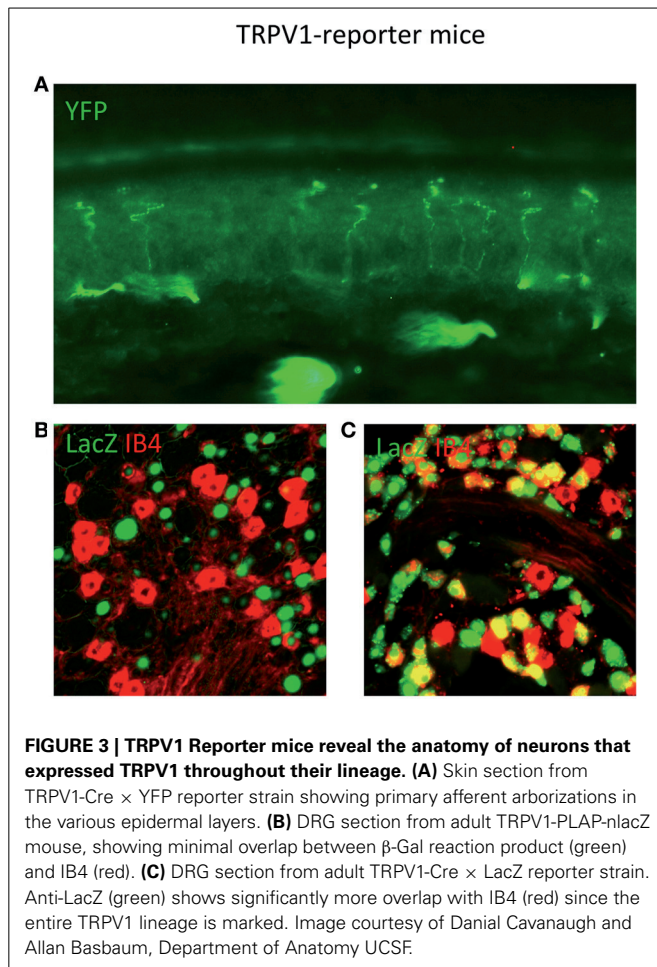 TRPV1-reporter mice
A
YFP
B
LacZ IB4
C
LacZ IB4
FIGURE 3 | TRPV1 Reporter mice reveal the anatomy of neurons that
expressed TRPV1 throughout their lineage. (A) Skin section from
TRPV1-Cre × YFP reporter strain showing primary afferent arborizations in
the various epidermal layers. (B) DRG section from adult TRPV1-PLAP-nlacZ
mouse, showing minimal overlap between β-Gal reaction product (green)
and IB4 (red). (C) DRG section from adult TRPV1-Cre × LacZ reporter strain.
Anti-LacZ (green) shows significantly more overlap with IB4 (red) since the
entire TRPV1 lineage is marked. Image courtesy of Danial Cavanaugh and
Allan Basbaum, Department of Anatomy UCSF.